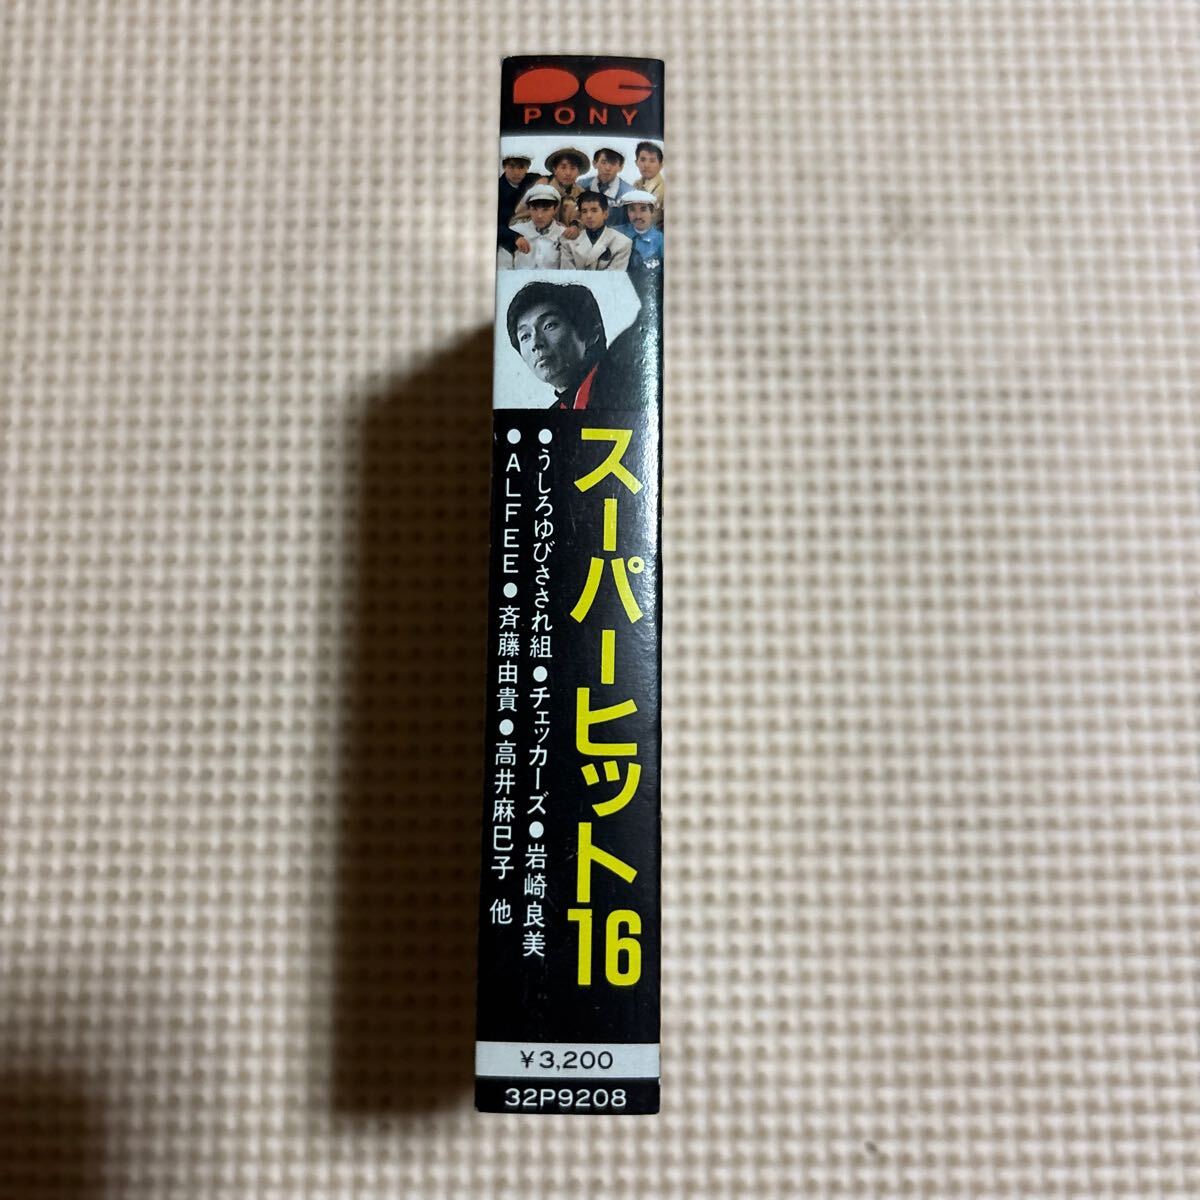 PONY
スーパーヒット16
●うしろゆびさされ組●チェッカーズ●岩崎良美
●ALFEE●斉藤由貴●高井麻巳子 他
¥3,200
32P9208